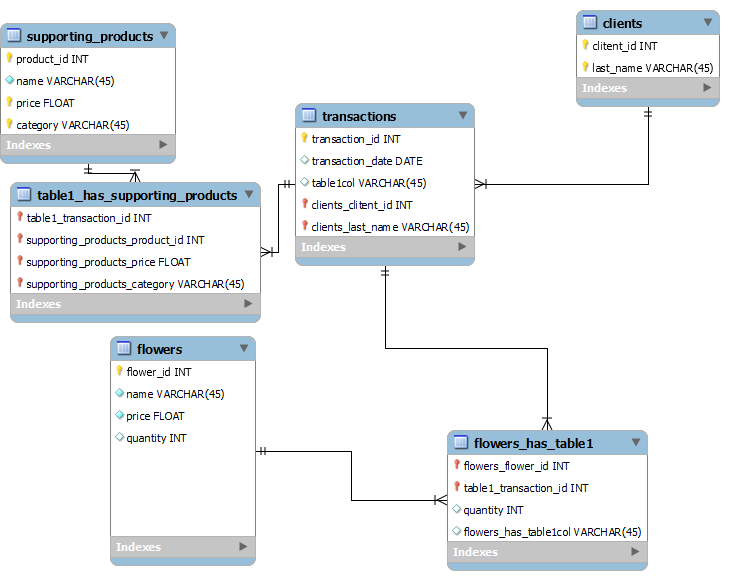 supporting_products
product_id INT
name VARCHAR(45)
price FLOAT
category VARCHAR(45)
Indexes
clients
clitent_id INT
last_name VARCHAR(45)
Indexes
transactions
transaction_id INT
transaction_date DATE
table1col VARCHAR(45)
clients_clitent_id INT
clients_last_name VARCHAR(45)
Indexes
table1_has_supporting_products
table1_transaction_id INT
supporting_products_product_id INT
supporting_products_price FLOAT
supporting_products_category VARCHAR(45)
Indexes
flowers
flower_id INT
name VARCHAR(45)
price FLOAT
quantity INT
Indexes
flowers_has_table1
flowers_flower_id INT
table1_transaction_id INT
quantity INT
flowers_has_table1col VARCHAR(45)
Indexes